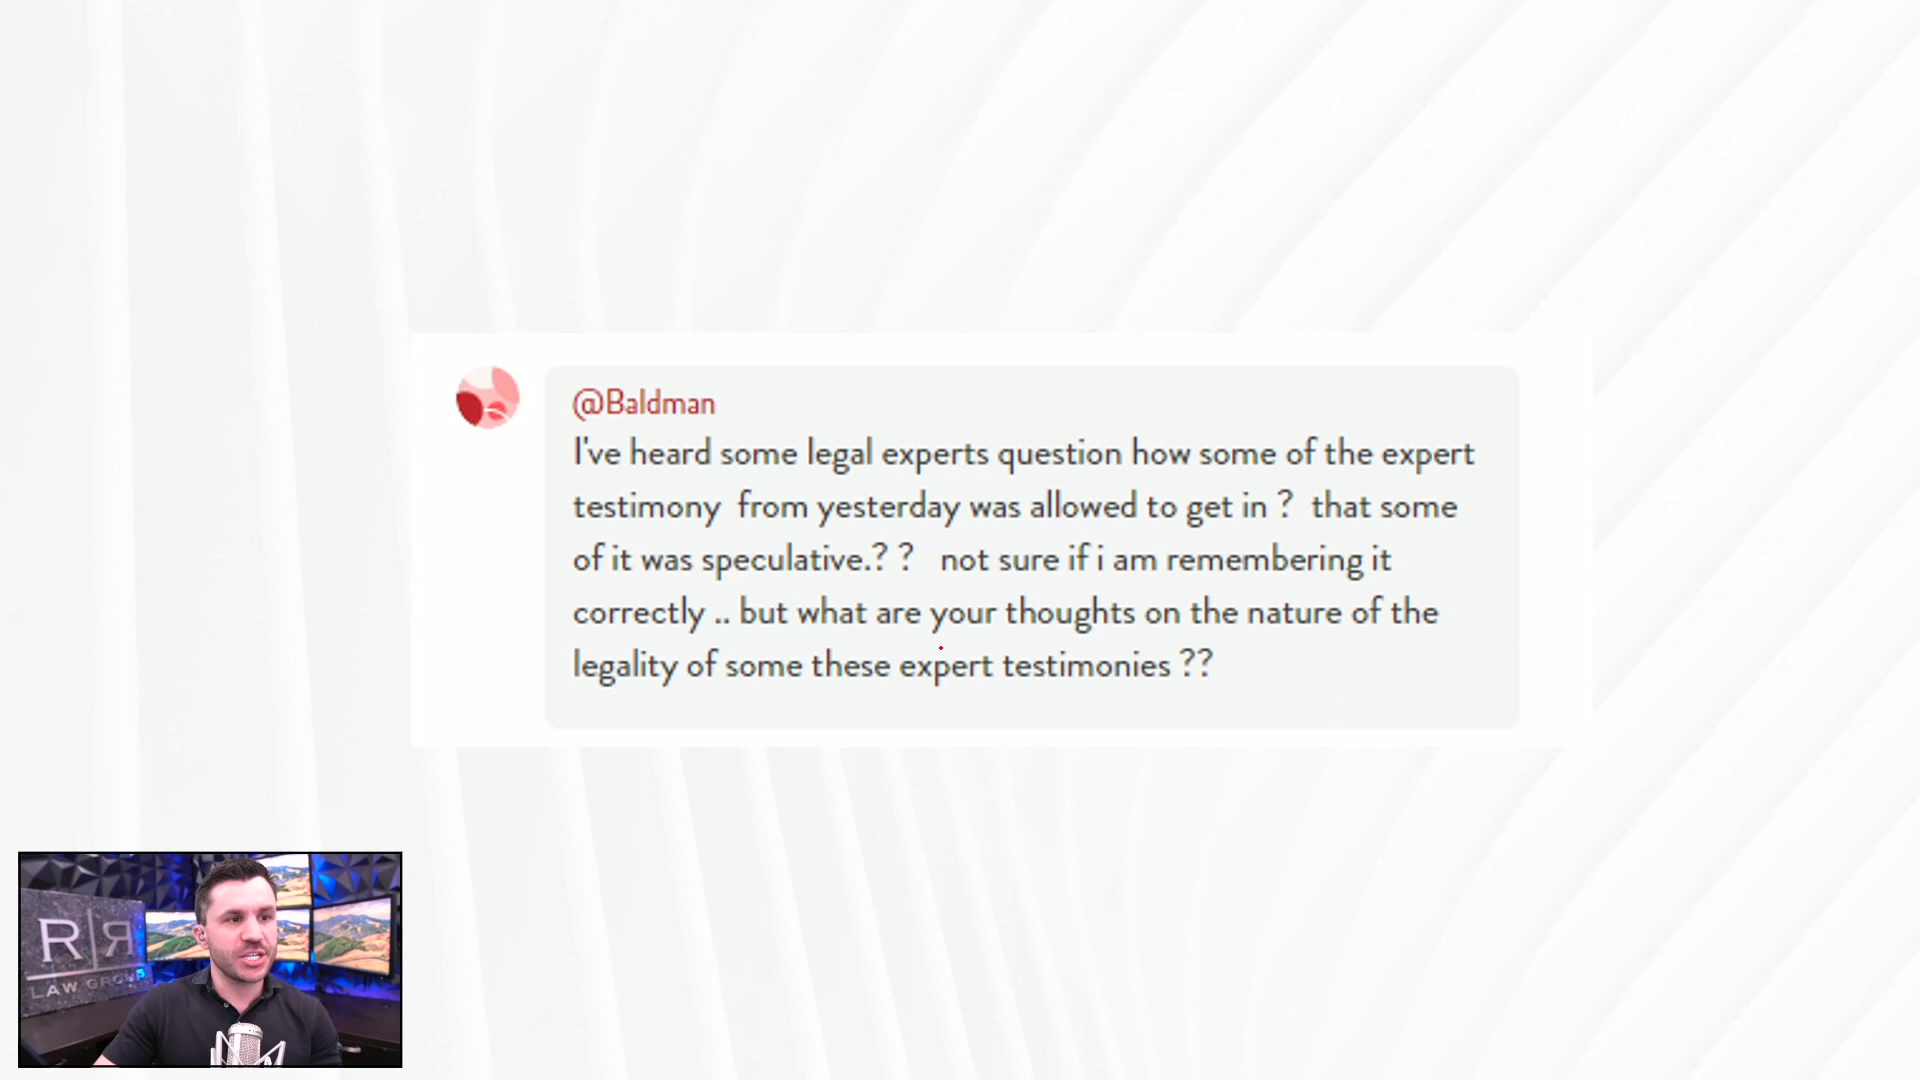 @Baldman
I've heard some legal experts question how some of the expert
testimony  from yesterday was allowed to get in ?  that some
of it was speculative.? ?   not sure if i am remembering it
correctly .. but what are your thoughts on the nature of the
legality of some these expert testimonies ??
R|Я
LAW GROUP